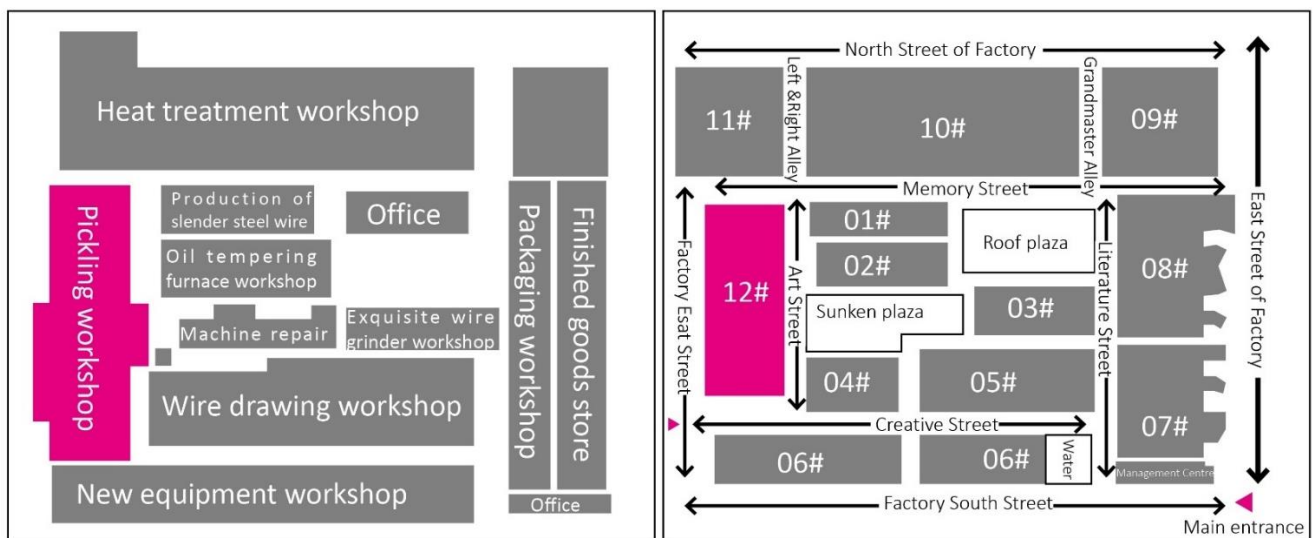 Heat treatment workshop
Pickling workshop
Production of
slender steel wire
Office
Oil tempering
furnace workshop
Machine repair
Exquisite wire
grinder workshop
Wire drawing workshop
New equipment workshop
Packaging workshop
Finished goods store
Office
North Street of Factory
11#
Left &Right Alley
10#
Grandmaster Alley
09#
Memory Street
East Street of Factory
Factory Esat Street
12#
Art Street
01#
02#
Roof plaza
Sunken plaza
03#
Literature Street
08#
04#
05#
07#
Creative Street
06#
06#
Water
Management Centre
Factory South Street
Main entrance